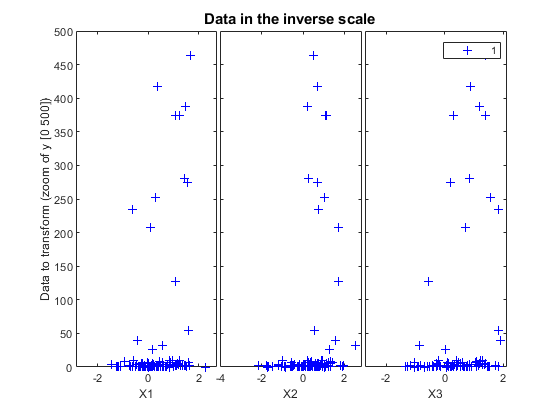 Data in the inverse scale
Data to transform (zoom of y [0 500])
500
450
400
350
300
250
200
150
100
50
0
-2 0 2
-4 -2 0 2
-2 0 2
X1 X2 X3
1